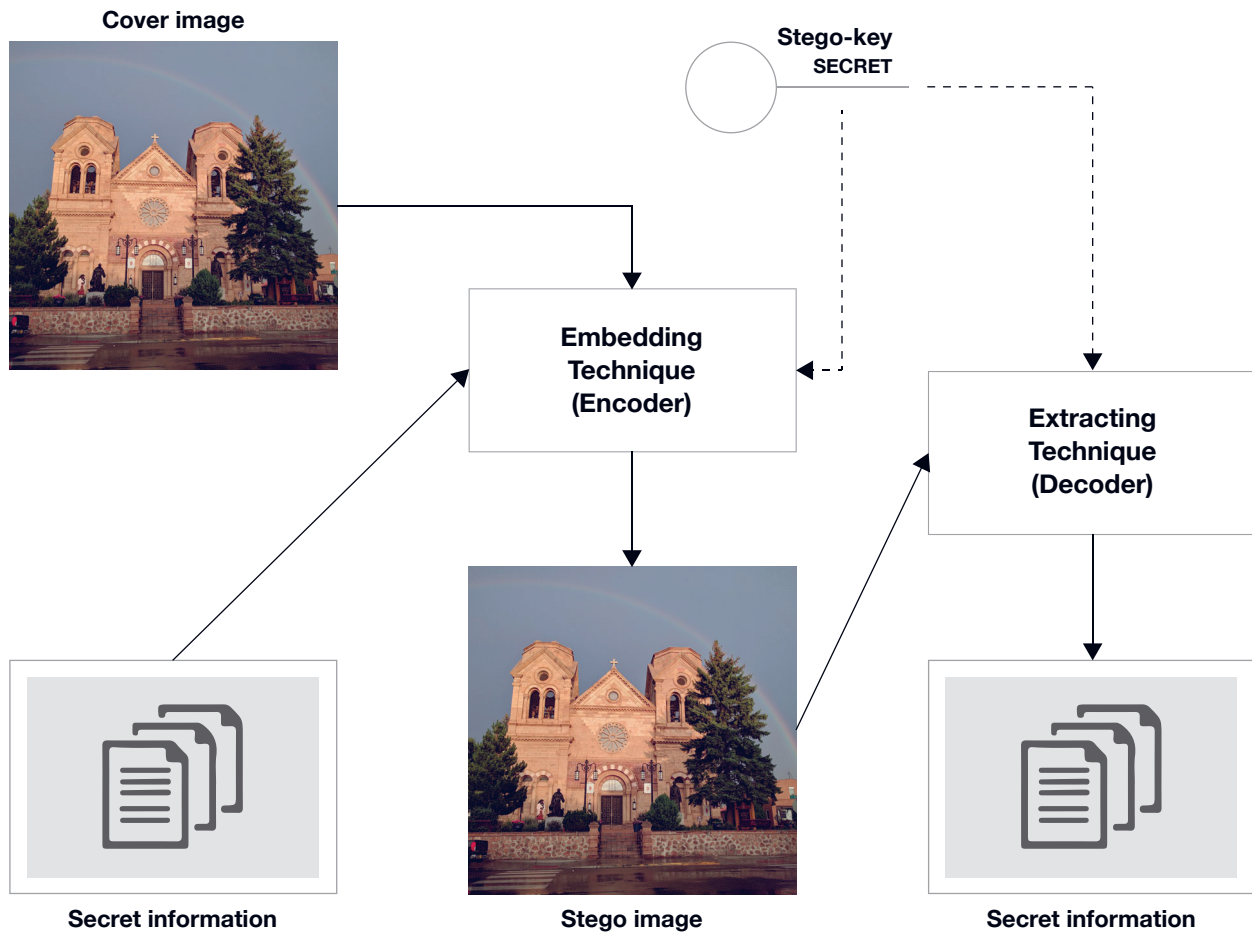 Cover image
Stego-key
SECRET
Embedding
Technique
(Encoder)
Extracting
Technique
(Decoder)
Secret information
Stego image
Secret information